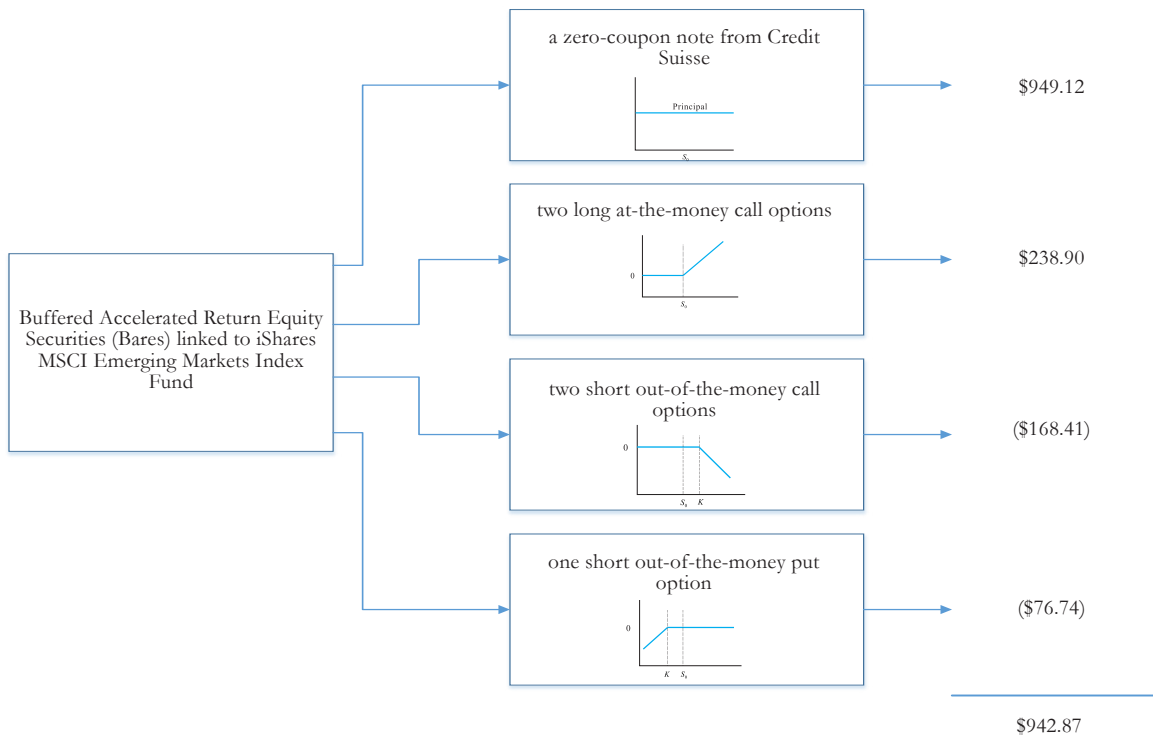 a zero-coupon note from Credit
Suisse
Principal
S₀
$949.12
two long at-the-money call options
0
S₀
$238.90
Buffered Accelerated Return Equity
Securities (Bares) linked to iShares
MSCI Emerging Markets Index
Fund
two short out-of-the-money call
options
0
S₀ K
($168.41)
one short out-of-the-money put
option
0
K S₀
($76.74)
$942.87